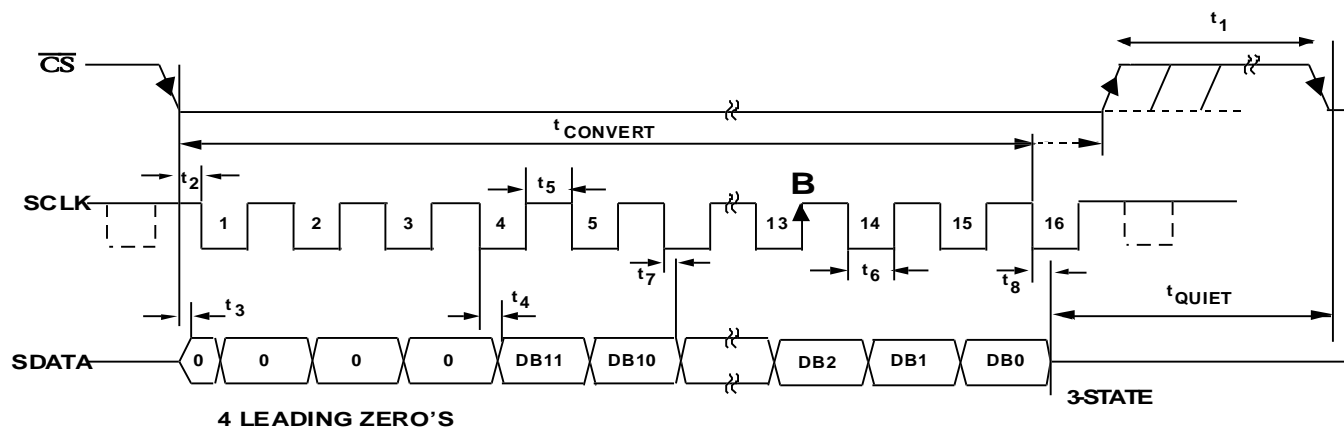 t1
CS
tCONVERT
t2
t5
B
SCLK
1 2 3 4 5 13 14 15 16
t7 t6 t8
t3 t4 tQUIET
SDATA 0 0 0 0 DB11 DB10 DB2 DB1 DB0
3-STATE
4 LEADING ZERO'S